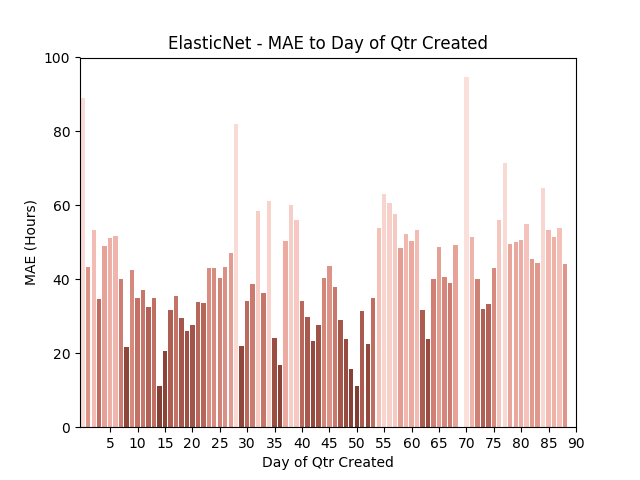 ElasticNet - MAE to Day of Qtr Created
100
80
60
40
20
0
MAE (Hours)
5 10 15 20 25 30 35 40 45 50 55 60 65 70 75 80 85 90
Day of Qtr Created